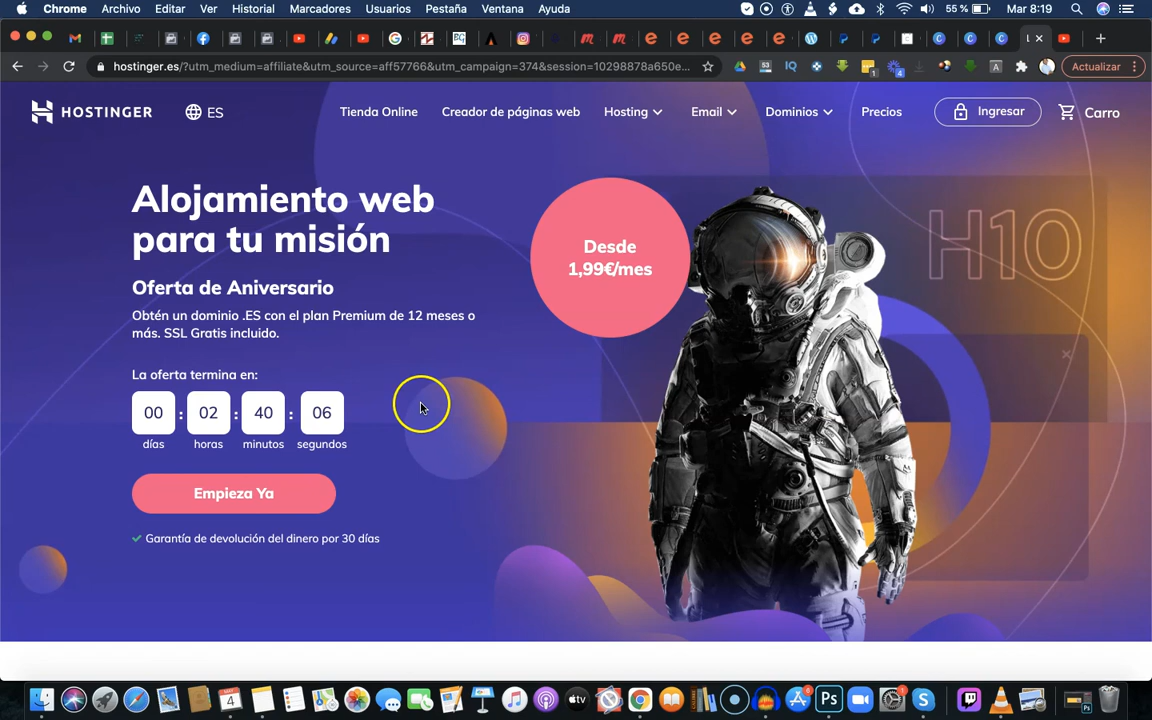 Chrome Archivo Editar Ver Historial Marcadores Usuarios Pestaña Ventana Ayuda 55 % Mar 8:19
hostinger.es/?utm_medium=affiliate&utm_source=aff57766&utm_campaign=374&session=10298878a650e... Actualizar
HOSTINGER ES Tienda Online Creador de páginas web Hosting Email Dominios Precios Ingresar Carro
Alojamiento web
para tu misión
Desde
1,99€/mes
H10
Oferta de Aniversario
Obtén un dominio .ES con el plan Premium de 12 meses o
más. SSL Gratis incluido.
La oferta termina en:
00 : 02 : 40 : 06
días horas minutos segundos
Empieza Ya
Garantía de devolución del dinero por 30 días